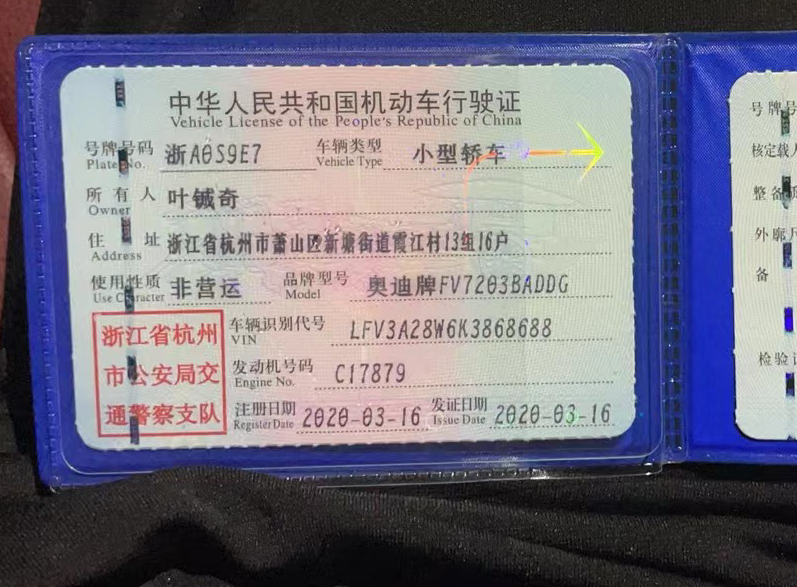 中华人民共和国机动车行驶证
Vehicle License of the People's Republic of China
号牌号码 浙A0S9E7 车辆类型 小型轿车
Plate No. Vehicle Type
所有人 叶铖奇
Owner
住址 浙江省杭州市萧山区新塘街道霞江村13组16户
Address
使用性质 非营运 品牌型号 奥迪牌FV7203BADDG
Use Character Model
浙江省杭州
市公安局交
通警察支队
车辆识别代号 LFV3A28W6K3868688
VIN
发动机号码 C17879
Engine No.
注册日期 2020-03-16 发证日期 2020-03-16
Register Date Issue Date
号牌号
核定载人
整备质
外廓尺
备
检验记